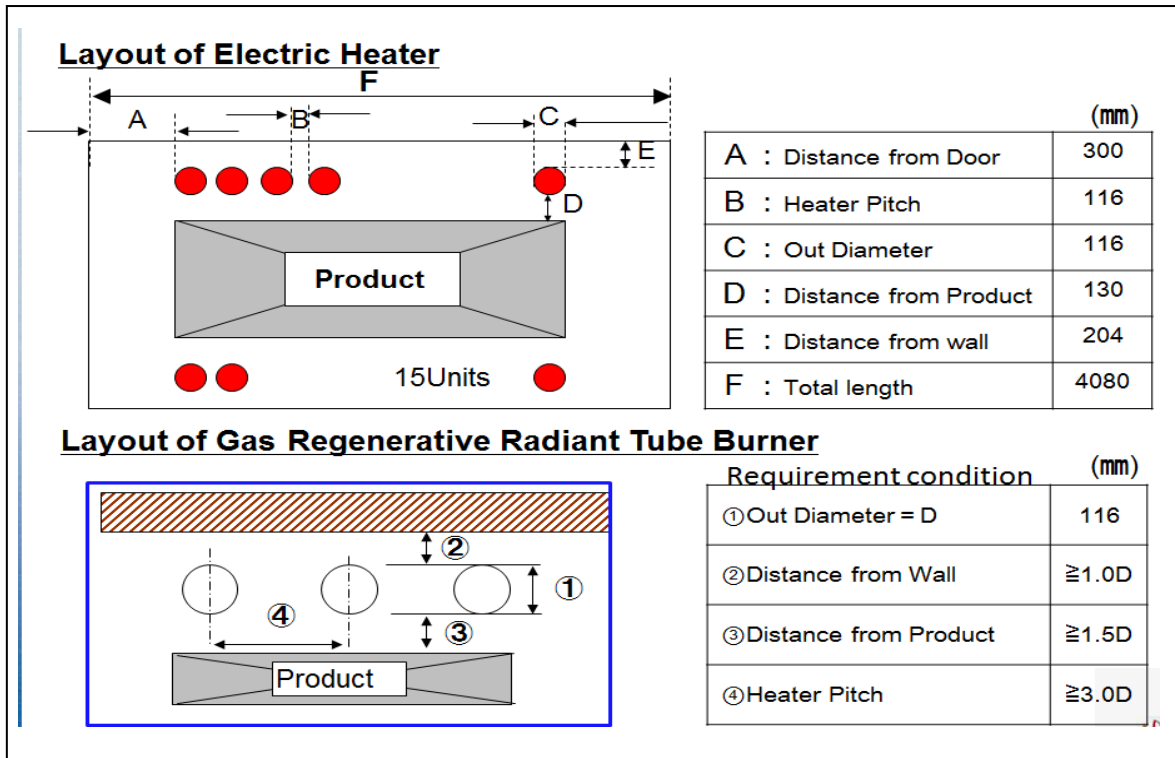 Layout of Electric Heater
F
A
B
C
E
D
Product
15Units
(mm)
A : Distance from Door 300
B : Heater Pitch 116
C : Out Diameter 116
D : Distance from Product 130
E : Distance from wall 204
F : Total length 4080
Layout of Gas Regenerative Radiant Tube Burner
②
①
④
③
Product
Requirement condition (mm)
①Out Diameter = D 116
②Distance from Wall ≧1.0D
③Distance from Product ≧1.5D
④Heater Pitch ≧3.0D